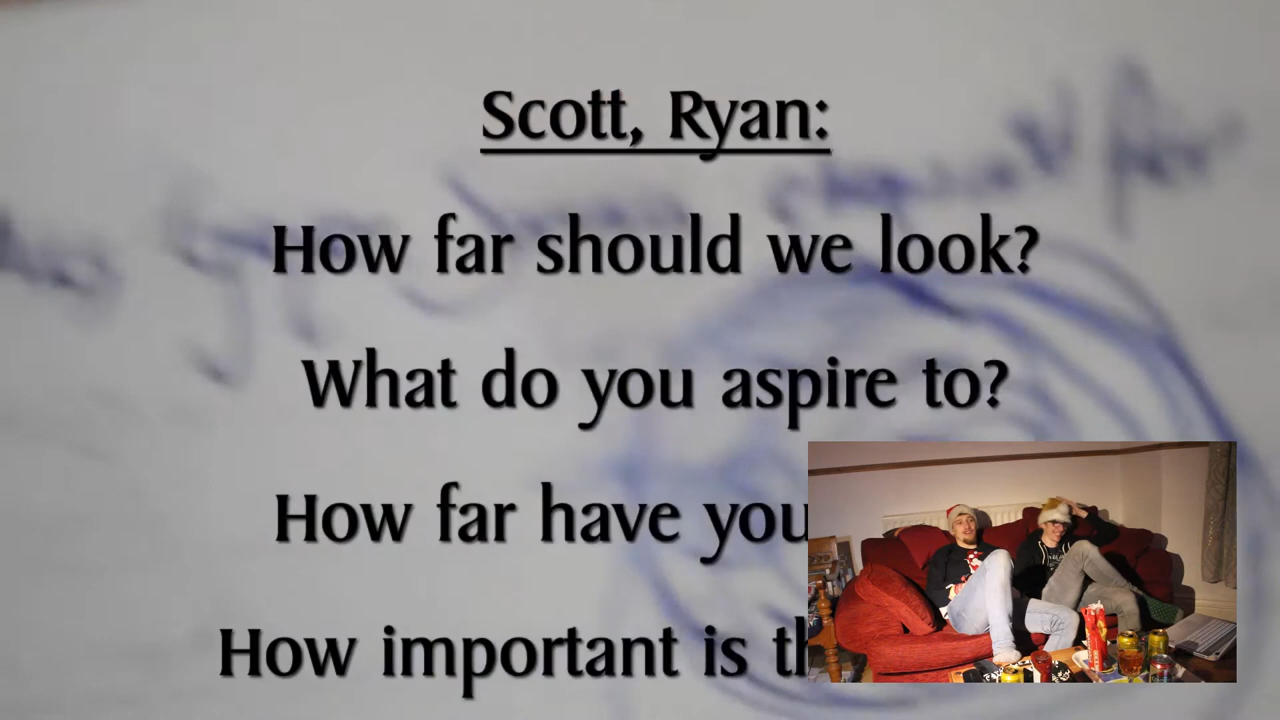 Scott, Ryan:
How far should we look?
What do you aspire to?
How far have you
How important is